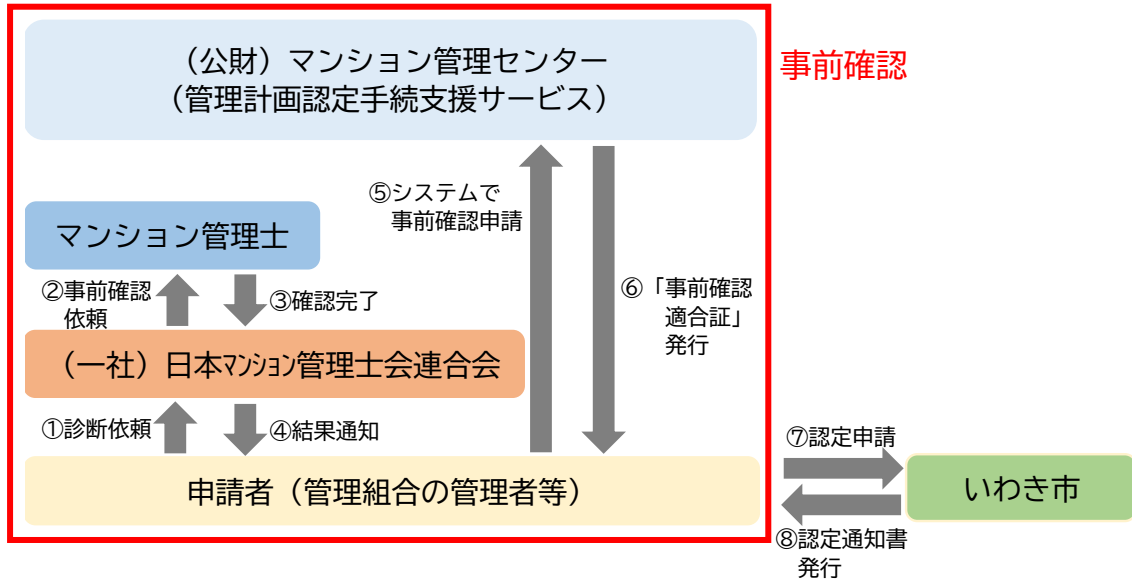 （公財）マンション管理センター
（管理計画認定手続支援サービス）
事前確認
⑤システムで
事前確認申請
マンション管理士
②事前確認
依頼
③確認完了
⑥「事前確認
適合証」
発行
（一社）日本ﾏﾝｼｮﾝ管理士会連合会
①診断依頼
④結果通知
申請者（管理組合の管理者等）
⑦認定申請
いわき市
⑧認定通知書
発行